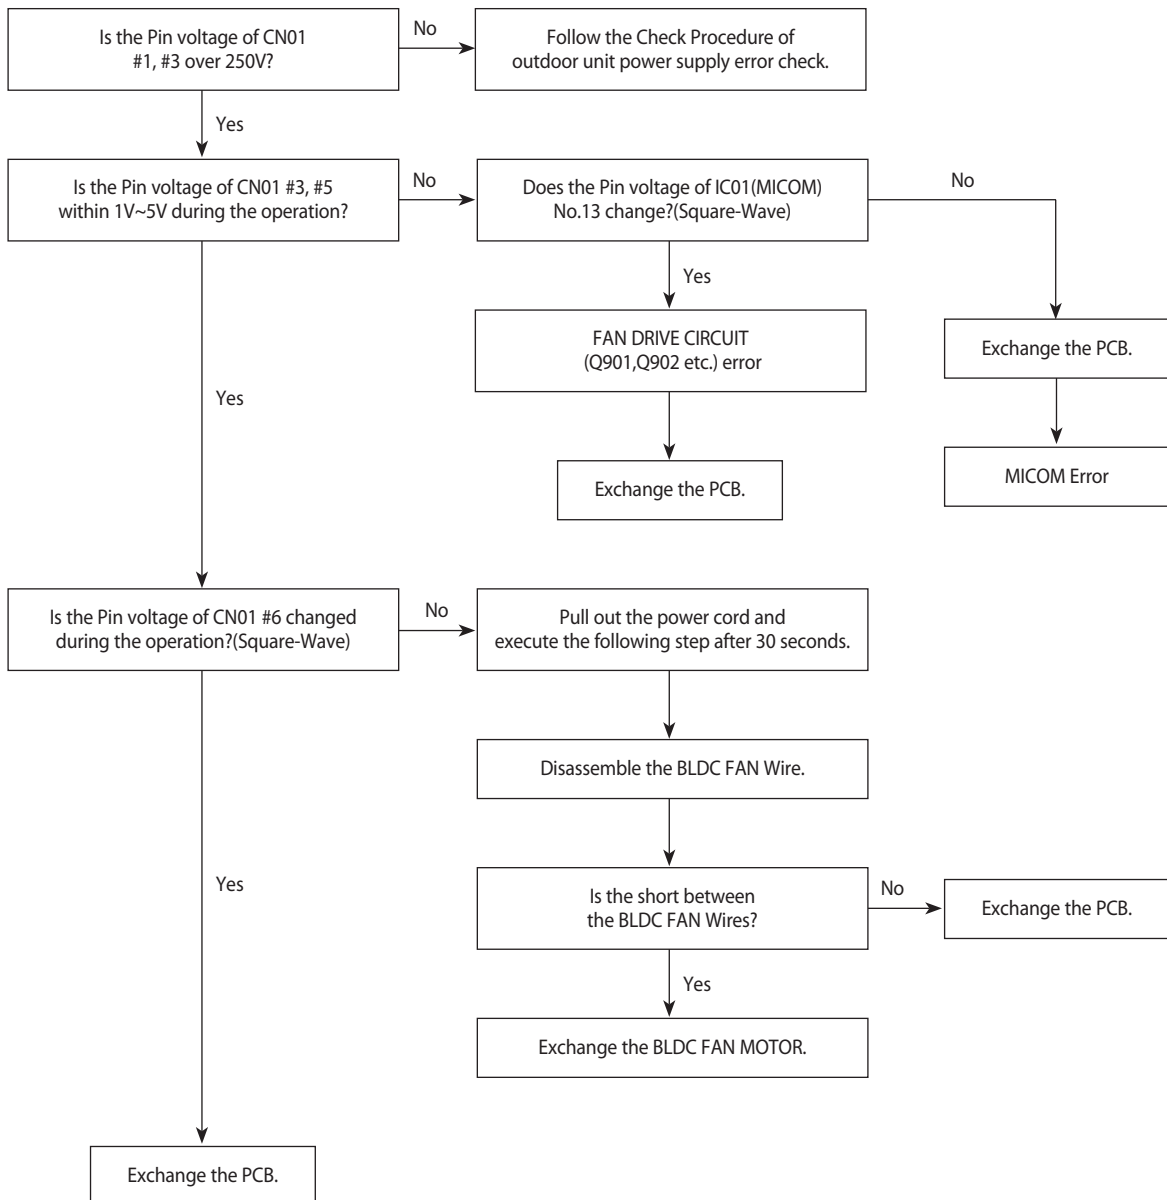 Is the Pin voltage of CN01
#1, #3 over 250V?
No
Follow the Check Procedure of
outdoor unit power supply error check.
Yes
Is the Pin voltage of CN01 #3, #5
within 1V~5V during the operation?
No
Does the Pin voltage of IC01(MICOM)
No.13 change?(Square-Wave)
No
Yes
FAN DRIVE CIRCUIT
(Q901,Q902 etc.) error
Exchange the PCB.
Yes
Exchange the PCB.
MICOM Error
Is the Pin voltage of CN01 #6 changed
during the operation?(Square-Wave)
No
Pull out the power cord and
execute the following step after 30 seconds.
Disassemble the BLDC FAN Wire.
Yes
Is the short between
the BLDC FAN Wires?
No
Exchange the PCB.
Yes
Exchange the BLDC FAN MOTOR.
Exchange the PCB.